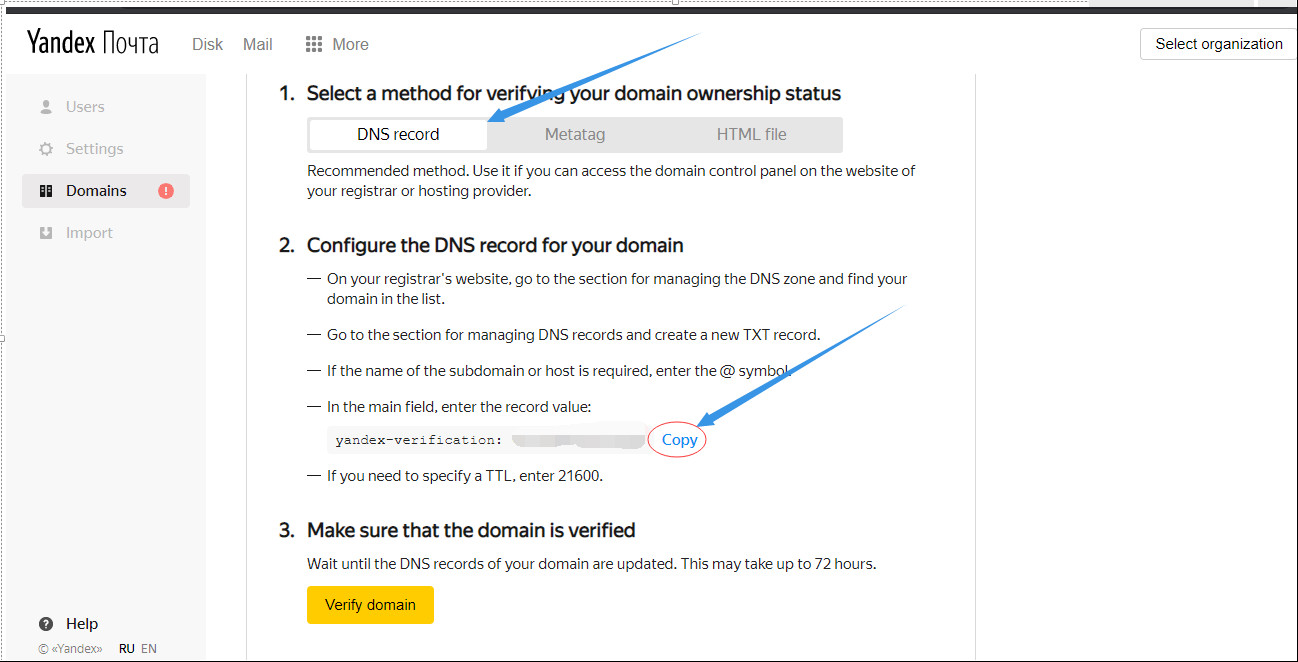 Yandex Почта Disk Mail More Select organization
Users
Settings
Domains !
Import
1. Select a method for verifying your domain ownership status
DNS record Metatag HTML file
Recommended method. Use it if you can access the domain control panel on the website of
your registrar or hosting provider.
2. Configure the DNS record for your domain
— On your registrar's website, go to the section for managing the DNS zone and find your
domain in the list.
— Go to the section for managing DNS records and create a new TXT record.
— If the name of the subdomain or host is required, enter the @ symbol.
— In the main field, enter the record value:
yandex-verification: Copy
— If you need to specify a TTL, enter 21600.
3. Make sure that the domain is verified
Wait until the DNS records of your domain are updated. This may take up to 72 hours.
Verify domain
? Help
© «Yandex» RU EN